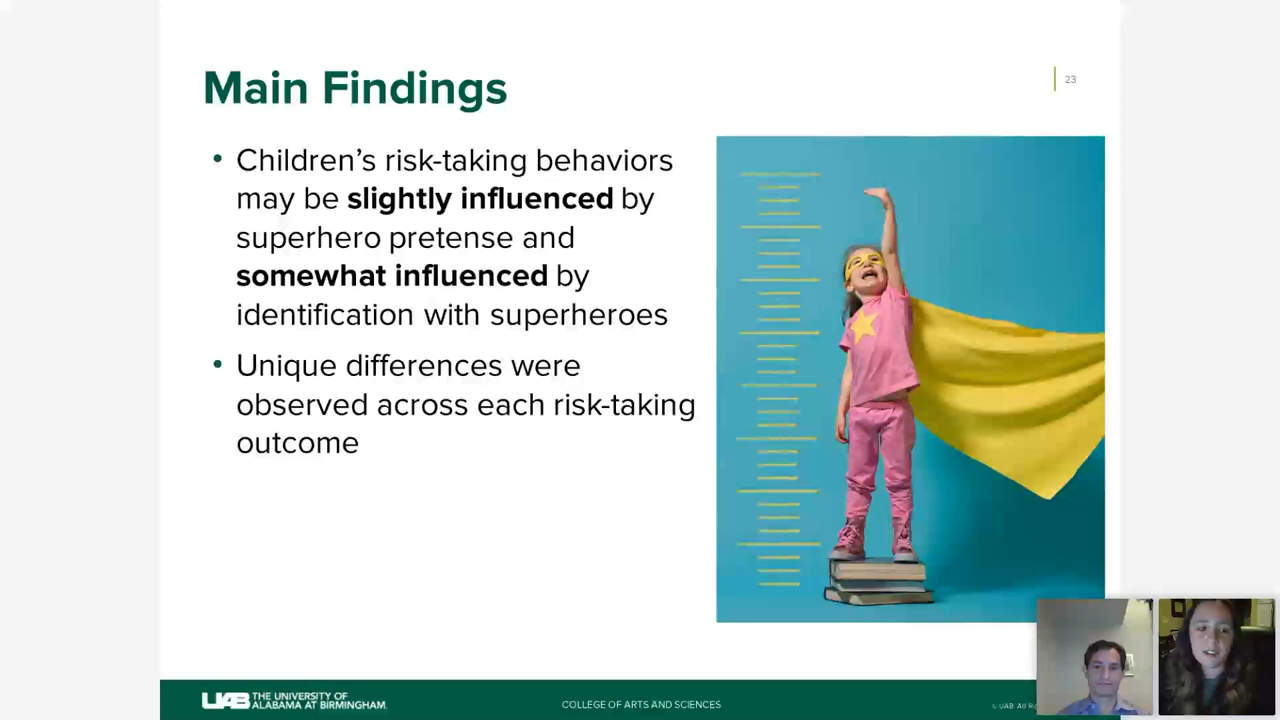 Main Findings
23
• Children’s risk-taking behaviors
may be slightly influenced by
superhero pretense and
somewhat influenced by
identification with superheroes
• Unique differences were
observed across each risk-taking
outcome
UAB THE UNIVERSITY OF
ALABAMA AT BIRMINGHAM.
COLLEGE OF ARTS AND SCIENCES
© UAB. All